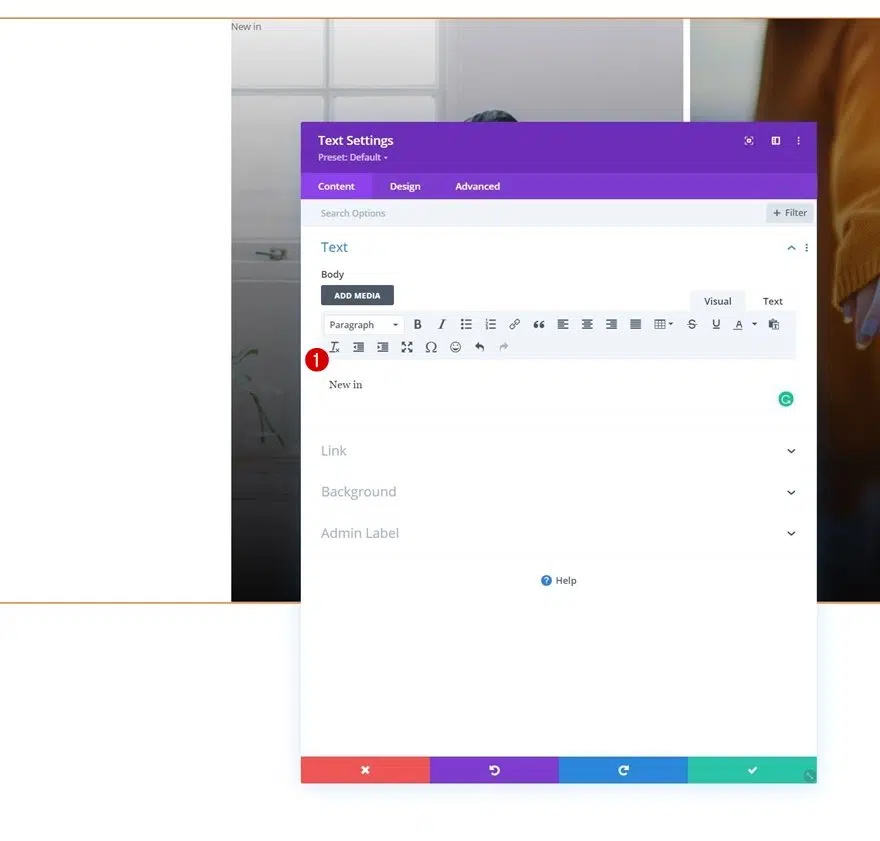 New in
Text Settings
Preset: Default
Content Design Advanced
Search Options + Filter
Text
Body
ADD MEDIA
Visual Text
Paragraph B I U A
1
New in
Link
Background
Admin Label
? Help